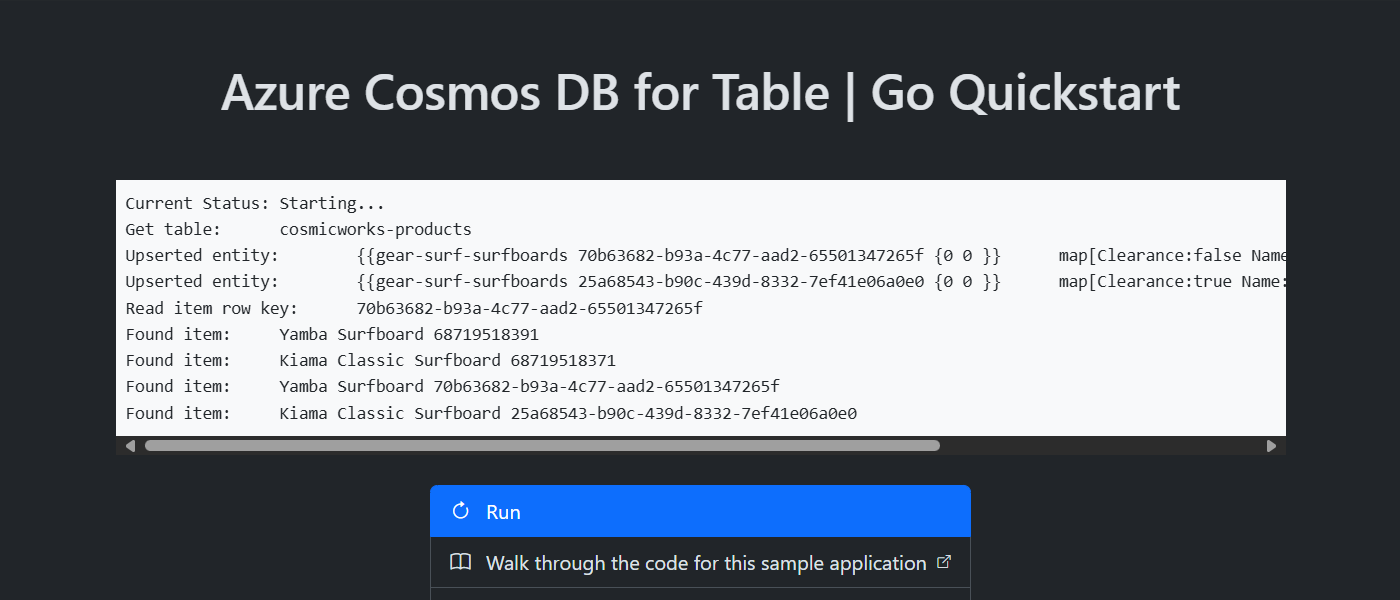 Azure Cosmos DB for Table | Go Quickstart
Current Status: Starting...
Get table: cosmicworks-products
Upserted entity: {{gear-surf-surfboards 70b63682-b93a-4c77-aad2-65501347265f {0 0 }} map[Clearance:false Name
Upserted entity: {{gear-surf-surfboards 25a68543-b90c-439d-8332-7ef41e06a0e0 {0 0 }} map[Clearance:true Name:
Read item row key: 70b63682-b93a-4c77-aad2-65501347265f
Found item: Yamba Surfboard 68719518391
Found item: Kiama Classic Surfboard 68719518371
Found item: Yamba Surfboard 70b63682-b93a-4c77-aad2-65501347265f
Found item: Kiama Classic Surfboard 25a68543-b90c-439d-8332-7ef41e06a0e0
Run
Walk through the code for this sample application